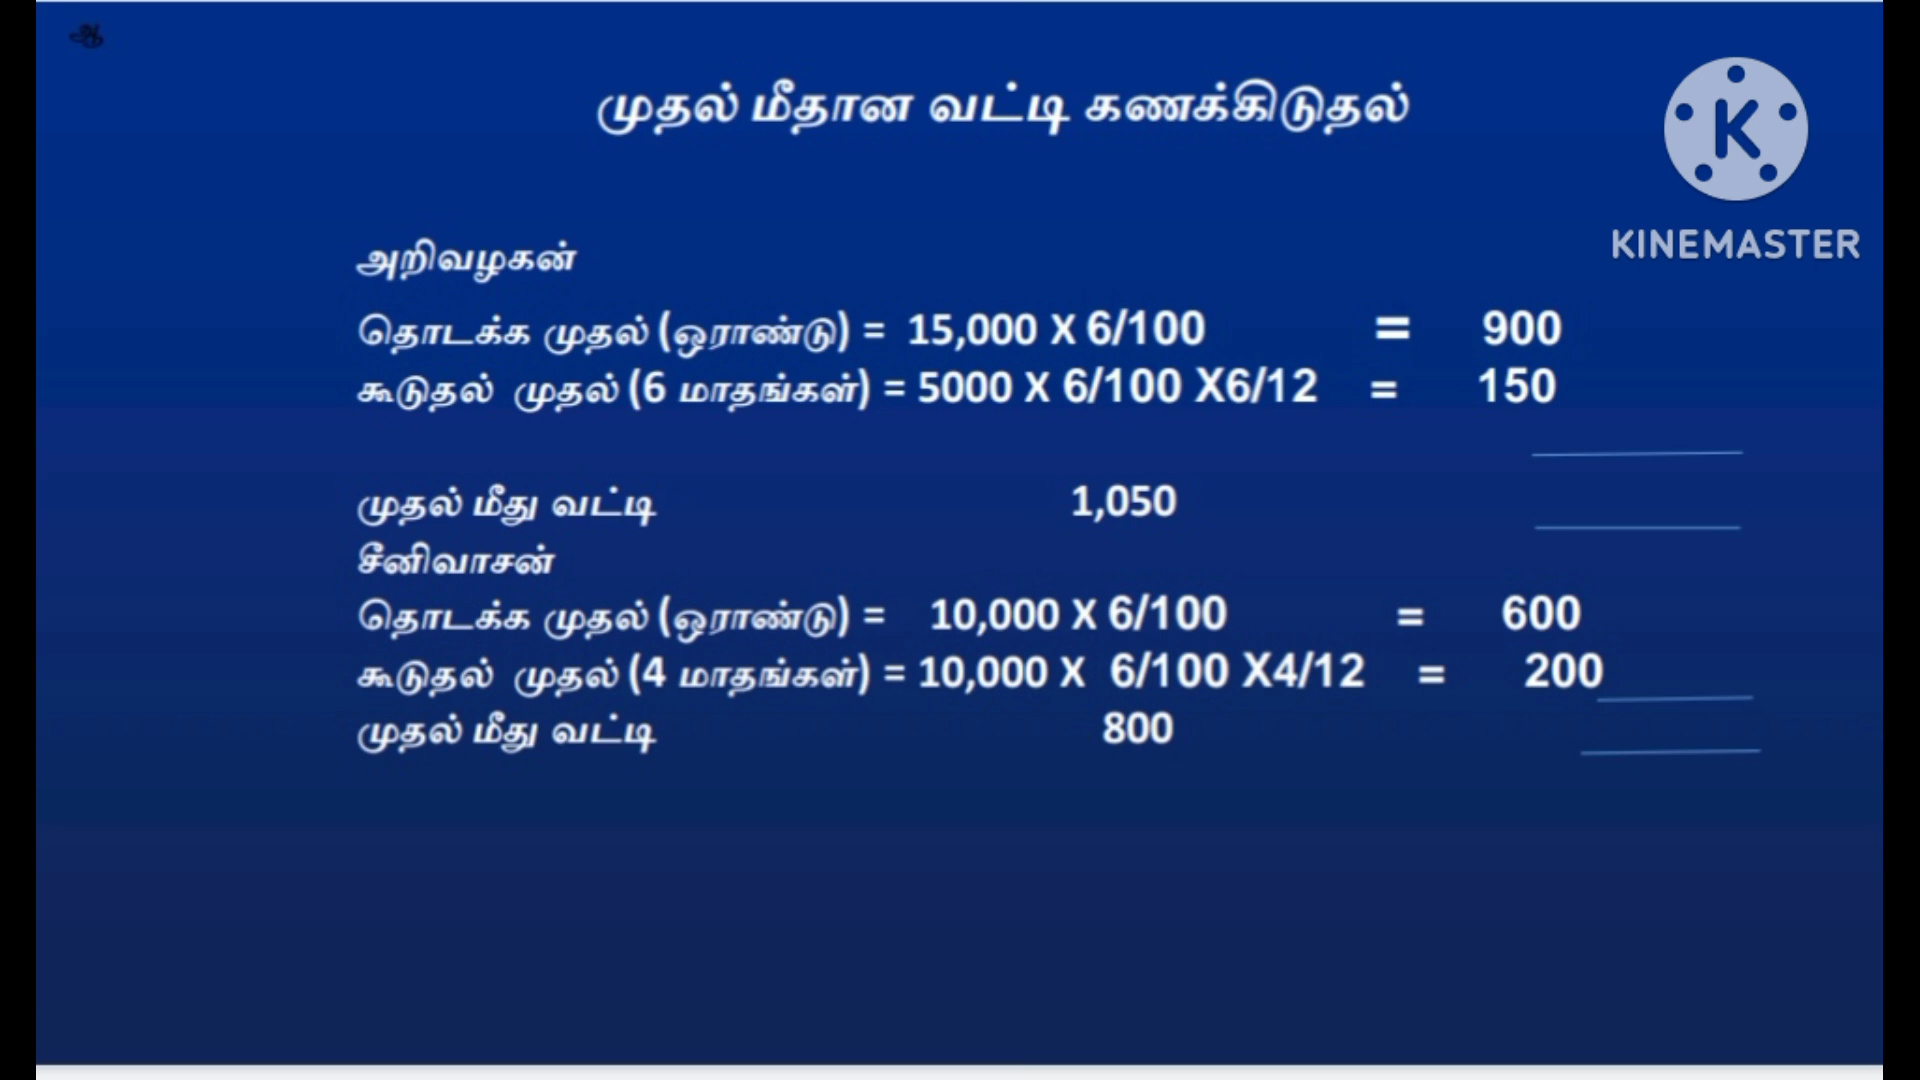 முதல் மீதான வட்டி கணக்கிடுதல்
K
KINEMASTER
அறிவழகன்
தொடக்க முதல் (ஓராண்டு) = 15,000 X 6/100 = 900
கூடுதல் முதல் (6 மாதங்கள்) = 5000 X 6/100 X6/12 = 150
முதல் மீது வட்டி 1,050
சீனிவாசன்
தொடக்க முதல் (ஓராண்டு) = 10,000 X 6/100 = 600
கூடுதல் முதல் (4 மாதங்கள்) = 10,000 X 6/100 X4/12 = 200
முதல் மீது வட்டி 800